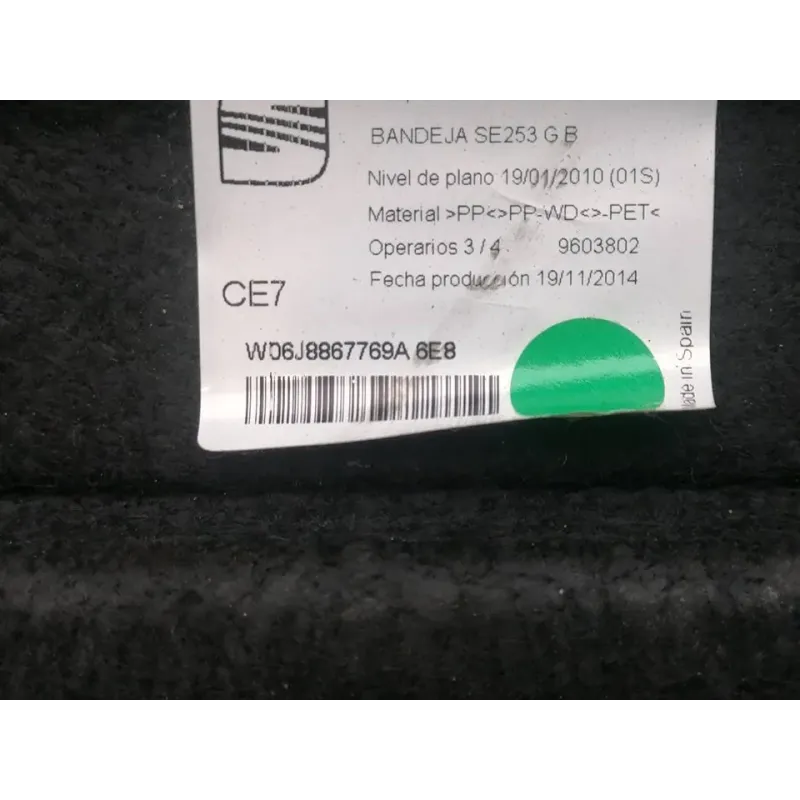 BANDEJA SE253 G B
Nivel de plano 19/01/2010 (01S)
Material >PP<>PP-WD<>-PET<
Operarios 3 / 4 9603802
Fecha producción 19/11/2014
CE7
W06J8867769A 6E8
Made in Spain